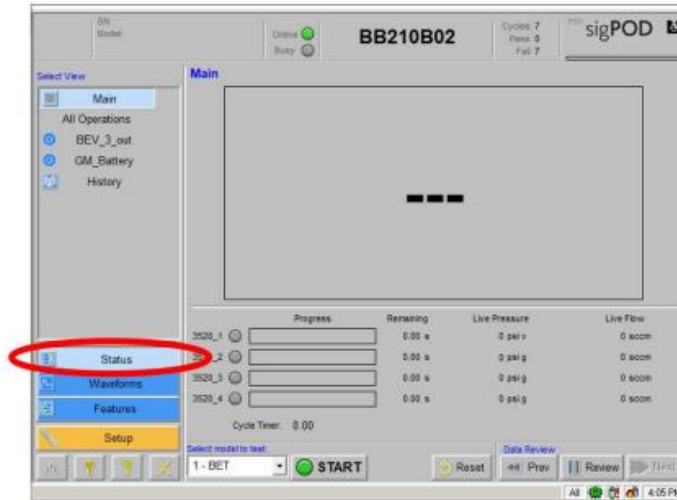 SN
Model
Online
Busy
BB210B02
Cycles 7
Pass 0
Fail 7
sigPOD
Select View
Main
All Operations
BEV_3_out
GM_Battery
History
Status
Waveforms
Features
Setup
Main
---
Progress Remaining Live Pressure Live Flow
3520_1 0.00 s 0 psi v 0 sccm
_2 0.00 s 0 psi g 0 sccm
3520_3 0.00 s 0 psi g 0 sccm
3520_4 0.00 s 0 psi g 0 sccm
Cycle Timer: 0.00
Select model to test
1 - BET
START
Reset
Data Review
Prev
Review
Next
All 4:05 PM